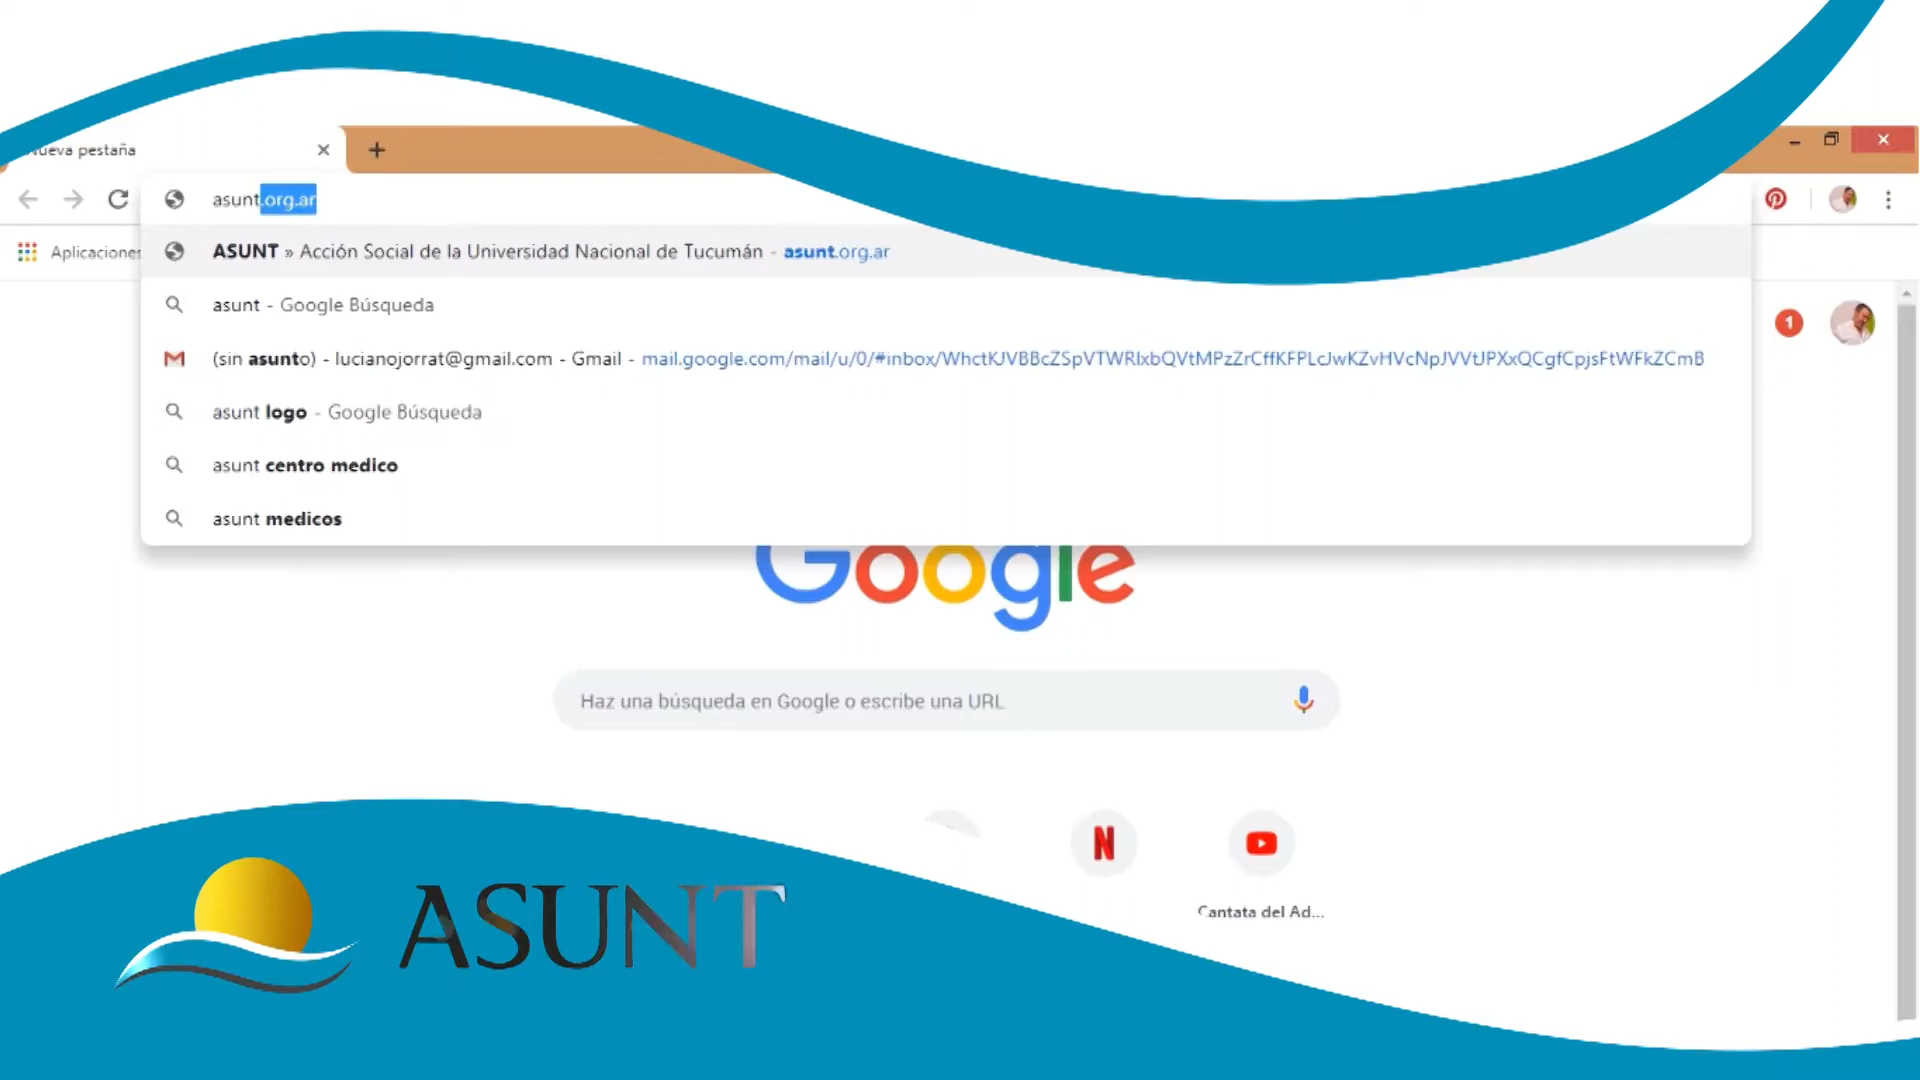 Nueva pestaña
asunt.org.ar
Aplicaciones
ASUNT » Acción Social de la Universidad Nacional de Tucumán - asunt.org.ar
asunt - Google Búsqueda
1
(sin asunto) - lucianojorrat@gmail.com - Gmail - mail.google.com/mail/u/0/#inbox/
asunt logo - Google Búsqueda
asunt centro medico
asunt medicos
Google
Haz una búsqueda en Google o escribe una URL
N
Cantata del Ad...
ASUNT